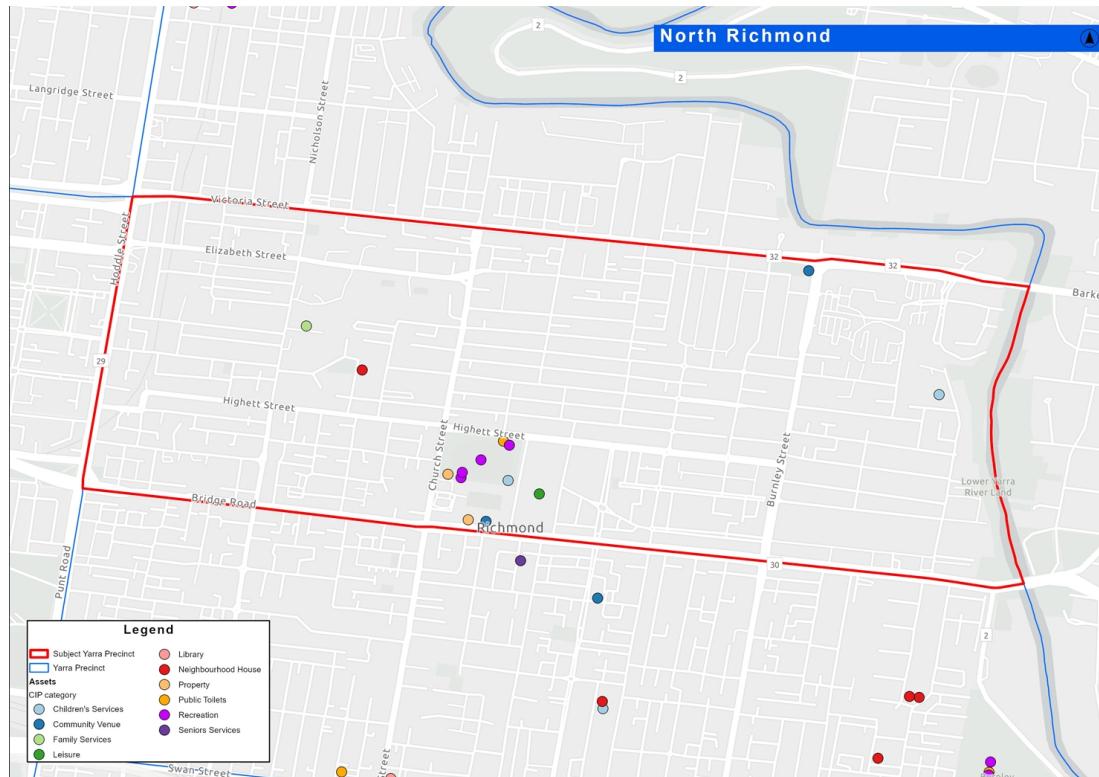 North Richmond
2
2
Langridge Street
Nicholson Street
Victoria Street
Hoddle Street
Elizabeth Street
32
32
Barke
29
Highett Street
Highett Street
Church Street
Burnley Street
Lower Yarra
River Land
Bridge Road
Richmond
Punt Road
30
2
Street
Swan Street
Legend
Subject Yarra Precinct
Yarra Precinct
Assets
CIP category
Children's Services
Community Venue
Family Services
Leisure
Library
Neighbourhood House
Property
Public Toilets
Recreation
Seniors Services